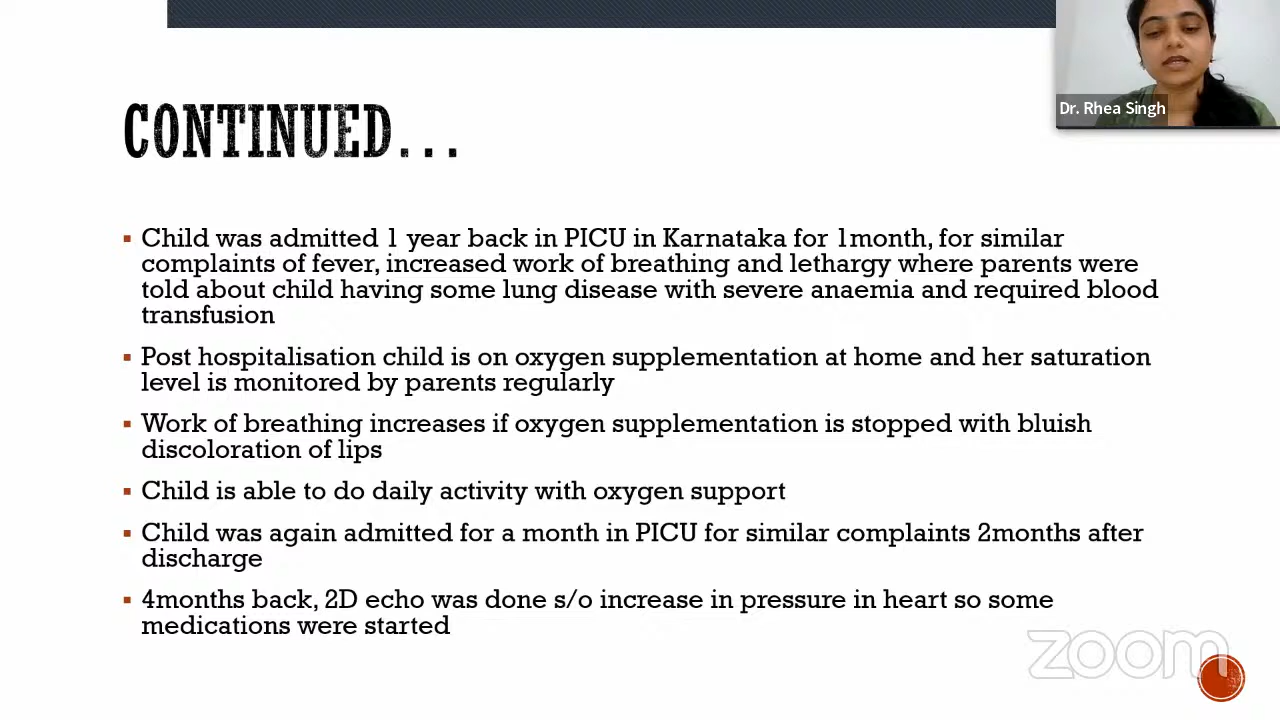 Dr. Rhea Singh
CONTINUED...
Child was admitted 1 year back in PICU in Karnataka for 1month, for similar
complaints of fever, increased work of breathing and lethargy where parents were
told about child having some lung disease with severe anaemia and required blood
transfusion
Post hospitalisation child is on oxygen supplementation at home and her saturation
level is monitored by parents regularly
Work of breathing increases if oxygen supplementation is stopped with bluish
discoloration of lips
Child is able to do daily activity with oxygen support
Child was again admitted for a month in PICU for similar complaints 2months after
discharge
4months back, 2D echo was done s/o increase in pressure in heart so some
medications were started
zoom